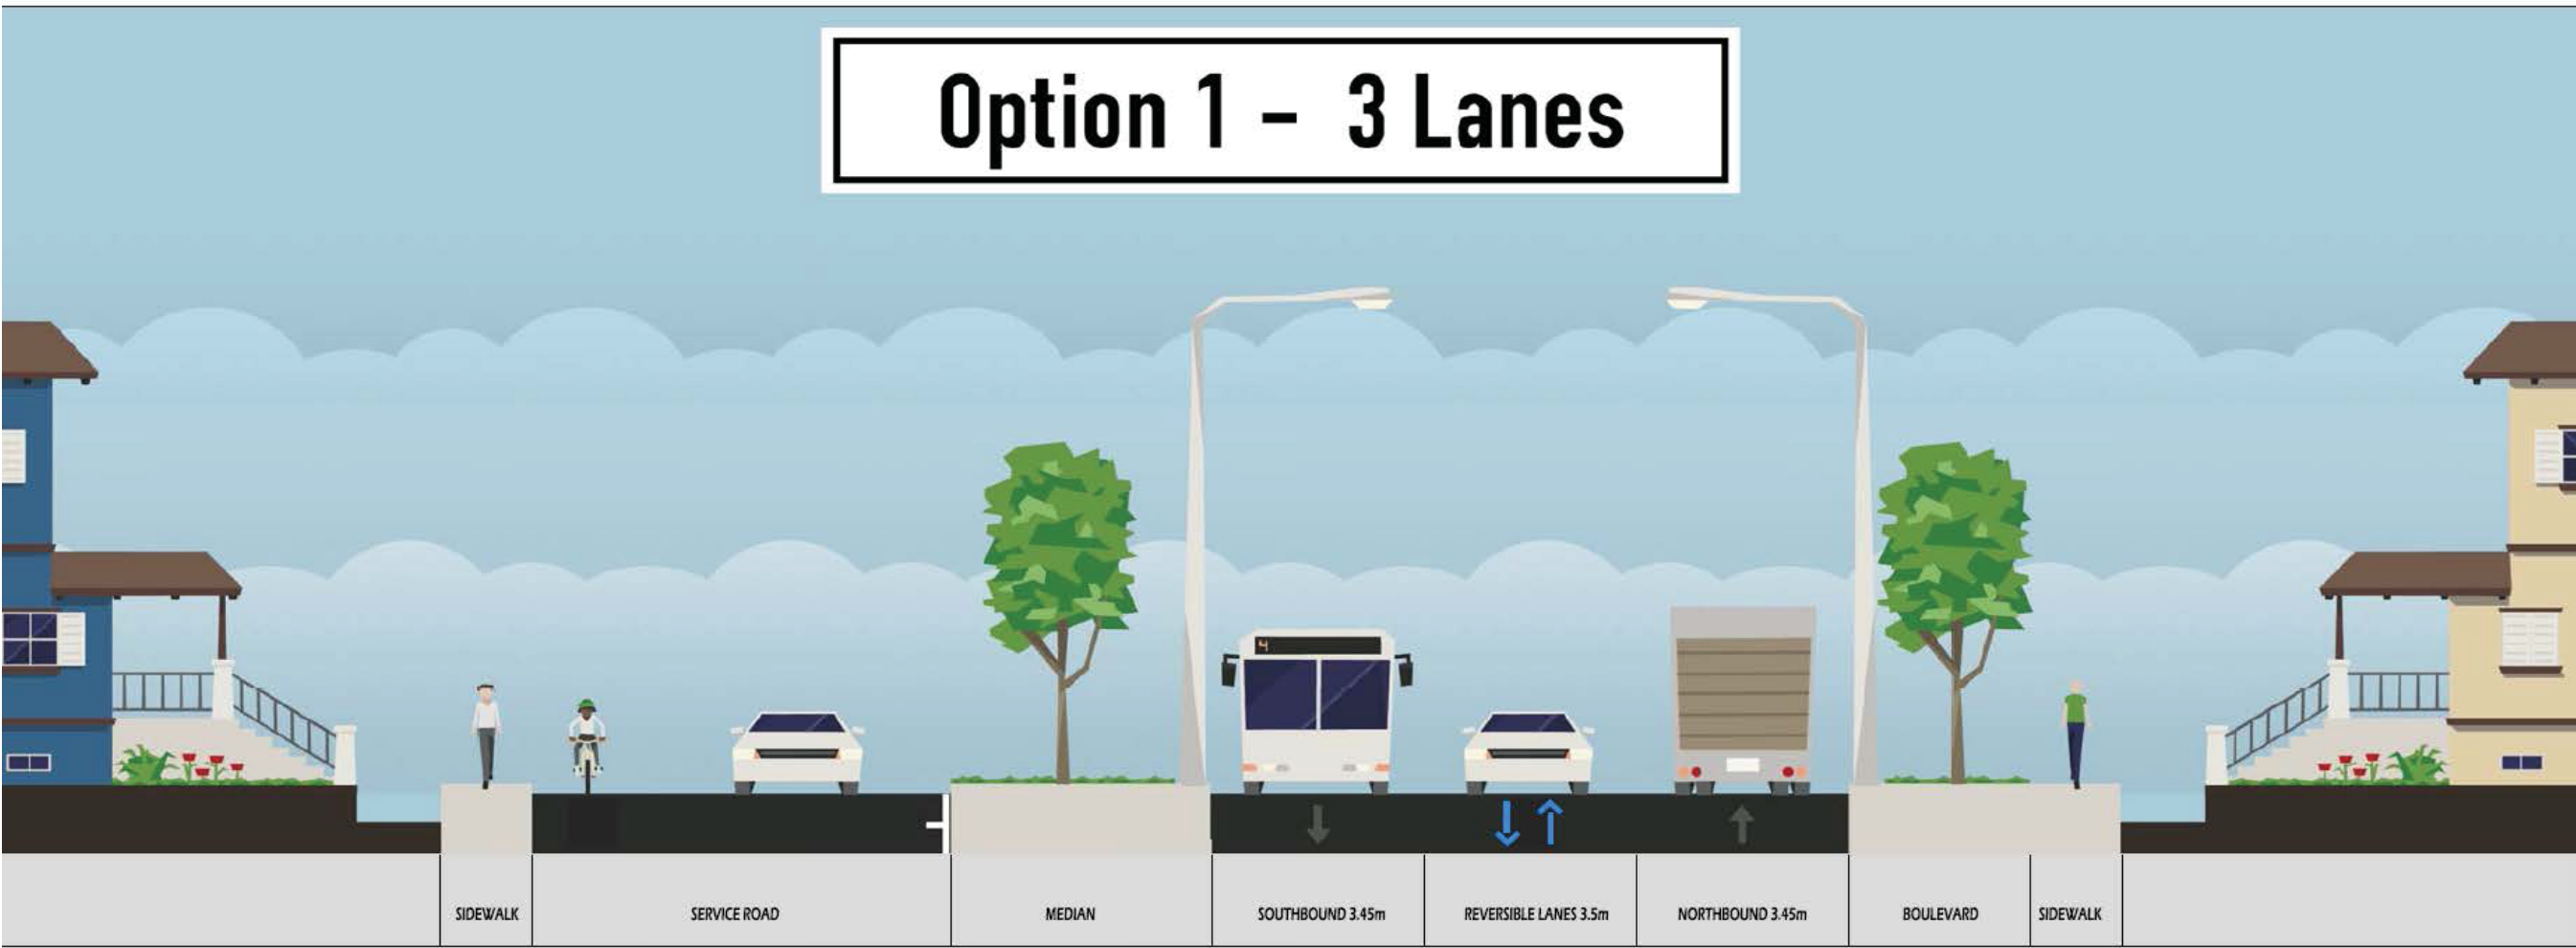 Option 1 – 3 Lanes
4
SIDEWALK
SERVICE ROAD
MEDIAN
SOUTHBOUND 3.45m
REVERSIBLE LANES 3.5m
NORTHBOUND 3.45m
BOULEVARD
SIDEWALK